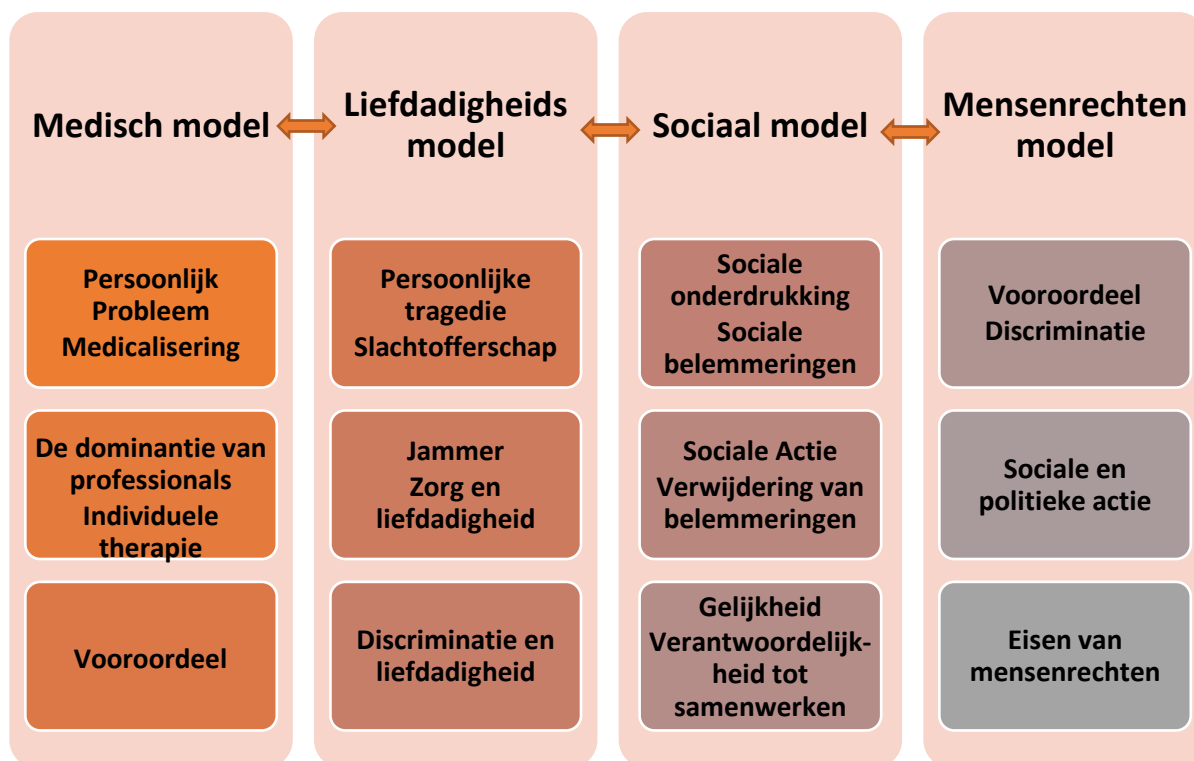 Medisch model
Liefdadigheids
model
Sociaal model
Mensenrechten
model
Persoonlijk
Probleem
Medicalisering
Persoonlijke
tragedie
Slachtofferschap
Sociale
onderdrukking
Sociale
belemmeringen
Vooroordeel
Discriminatie
De dominantie van
professionals
Individuele
therapie
Jammer
Zorg en
liefdadigheid
Sociale Actie
Verwijdering van
belemmeringen
Sociale en
politieke actie
Vooroordeel
Discriminatie en
liefdadigheid
Gelijkheid
Verantwoordelijk-
heid tot
samenwerken
Eisen van
mensenrechten